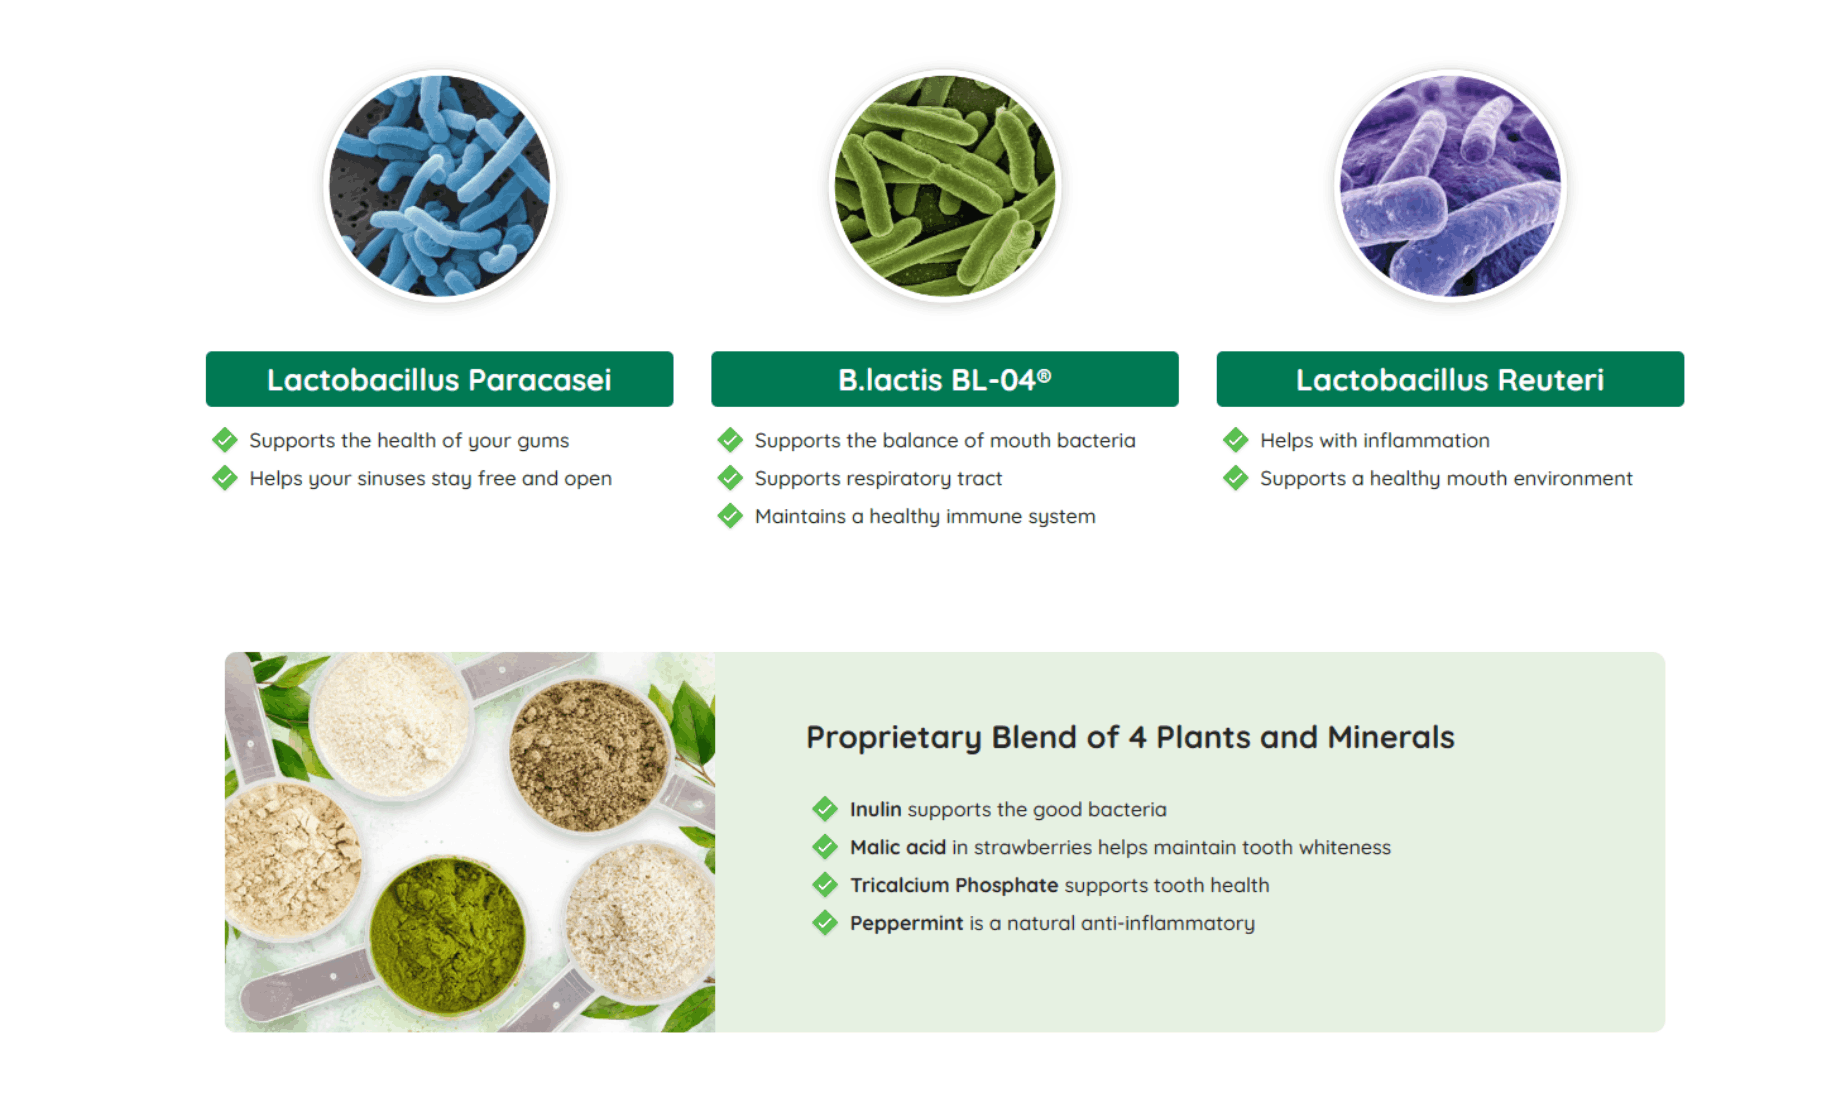 Lactobacillus Paracasei
Supports the health of your gums
Helps your sinuses stay free and open
B.lactis BL-04®
Supports the balance of mouth bacteria
Supports respiratory tract
Maintains a healthy immune system
Lactobacillus Reuteri
Helps with inflammation
Supports a healthy mouth environment
Proprietary Blend of 4 Plants and Minerals
Inulin supports the good bacteria
Malic acid in strawberries helps maintain tooth whiteness
Tricalcium Phosphate supports tooth health
Peppermint is a natural anti-inflammatory